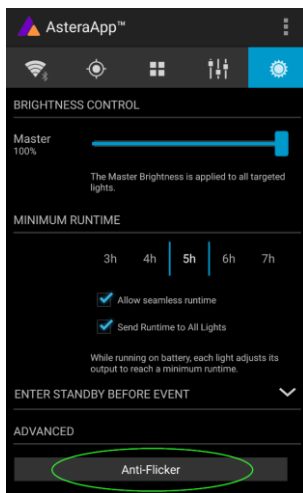 AsteraApp™
BRIGHTNESS CONTROL
Master
100%
The Master Brightness is applied to all targeted
lights.
MINIMUM RUNTIME
3h 4h 5h 6h 7h
Allow seamless runtime
Send Runtime to All Lights
While running on battery, each light adjusts its
output to reach a minimum runtime.
ENTER STANDBY BEFORE EVENT
ADVANCED
Anti-Flicker